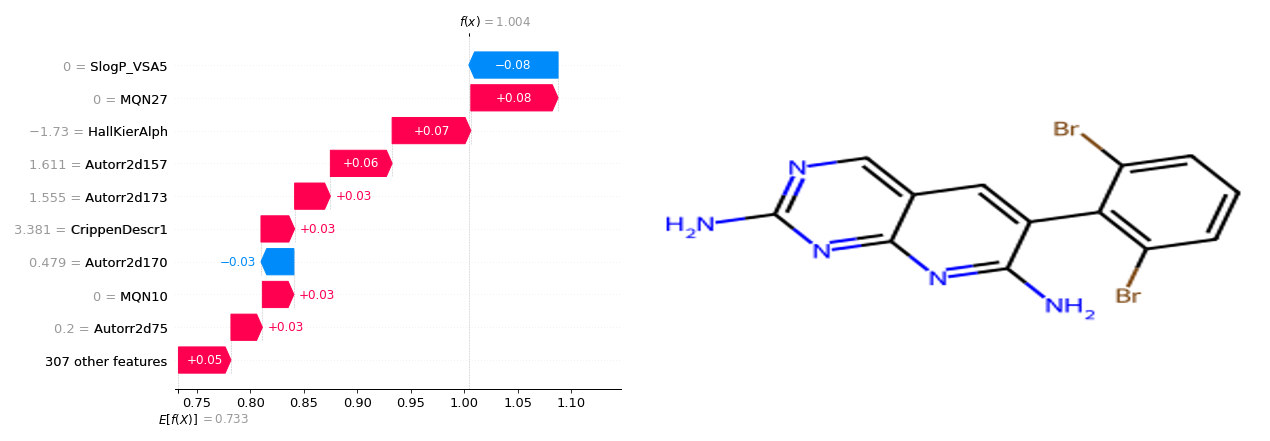 f(x) = 1.004
0 = SlogP_VSA5
−0.08
0 = MQN27
+0.08
−1.73 = HallKierAlph
+0.07
1.611 = Autorr2d157
+0.06
1.555 = Autorr2d173
+0.03
3.381 = CrippenDescr1
+0.03
0.479 = Autorr2d170
−0.03
0 = MQN10
+0.03
0.2 = Autorr2d75
+0.03
307 other features
+0.05
0.75 0.80 0.85 0.90 0.95 1.00 1.05 1.10
E[f(X)] = 0.733
Br
N
H₂N
N
N
NH₂
Br